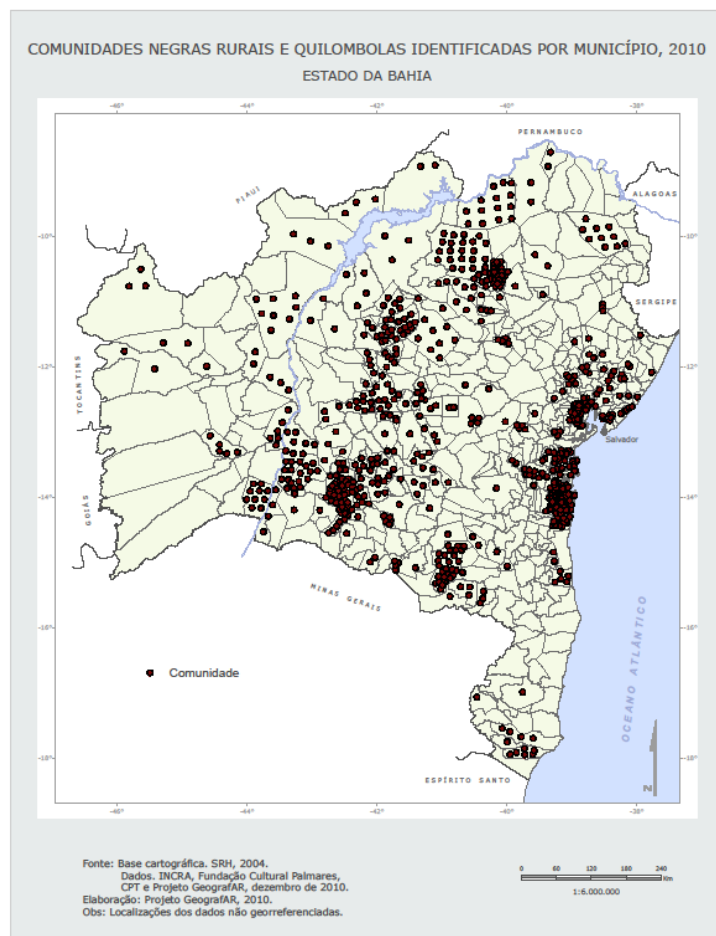 COMUNIDADES NEGRAS RURAIS E QUILOMBOLAS IDENTIFICADAS POR MUNICÍPIO, 2010
ESTADO DA BAHIA
-46° -44° -42° -40° -38°
PERNAMBUCO
PIAUÍ
ALAGOAS
-10° -10°
SERGIPE
TOCANTINS
-12° -12°
Salvador
GOIÁS
-14° -14°
MINAS GERAIS
OCEANO ATLÂNTICO
-16° -16°
Comunidade
-18° -18°
ESPÍRITO SANTO
N
-46° -44° -42° -40° -38°
Fonte: Base cartográfica. SRH, 2004.
Dados. INCRA, Fundação Cultural Palmares,
CPT e Projeto GeografAR, dezembro de 2010.
Elaboração: Projeto GeografAR, 2010.
Obs: Localizações dos dados não georreferenciadas.
0 60 120 180 240
Km
1:6.000.000